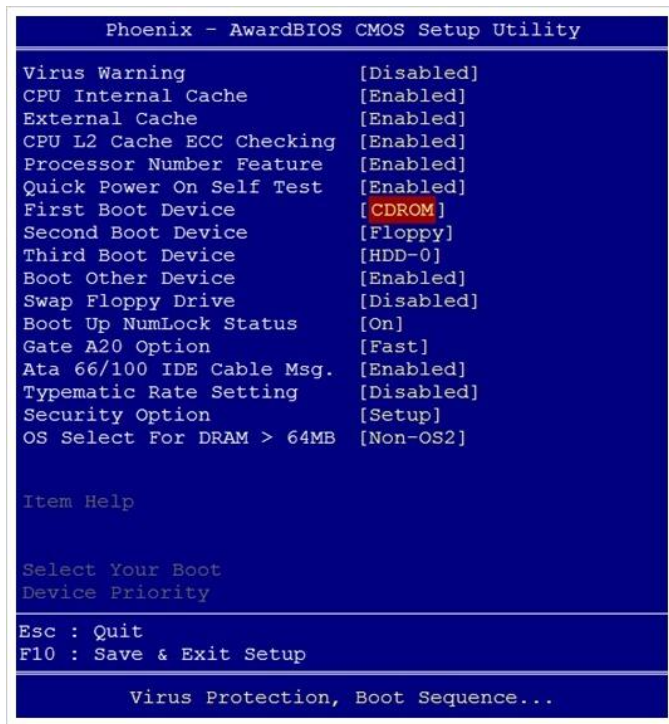 Phoenix - AwardBIOS CMOS Setup Utility
Virus Warning [Disabled]
CPU Internal Cache [Enabled]
External Cache [Enabled]
CPU L2 Cache ECC Checking [Enabled]
Processor Number Feature [Enabled]
Quick Power On Self Test [Enabled]
First Boot Device [CDROM]
Second Boot Device [Floppy]
Third Boot Device [HDD-0]
Boot Other Device [Enabled]
Swap Floppy Drive [Disabled]
Boot Up NumLock Status [On]
Gate A20 Option [Fast]
Ata 66/100 IDE Cable Msg. [Enabled]
Typematic Rate Setting [Disabled]
Security Option [Setup]
OS Select For DRAM > 64MB [Non-OS2]
Item Help
Select Your Boot
Device Priority
Esc : Quit
F10 : Save & Exit Setup
Virus Protection, Boot Sequence...